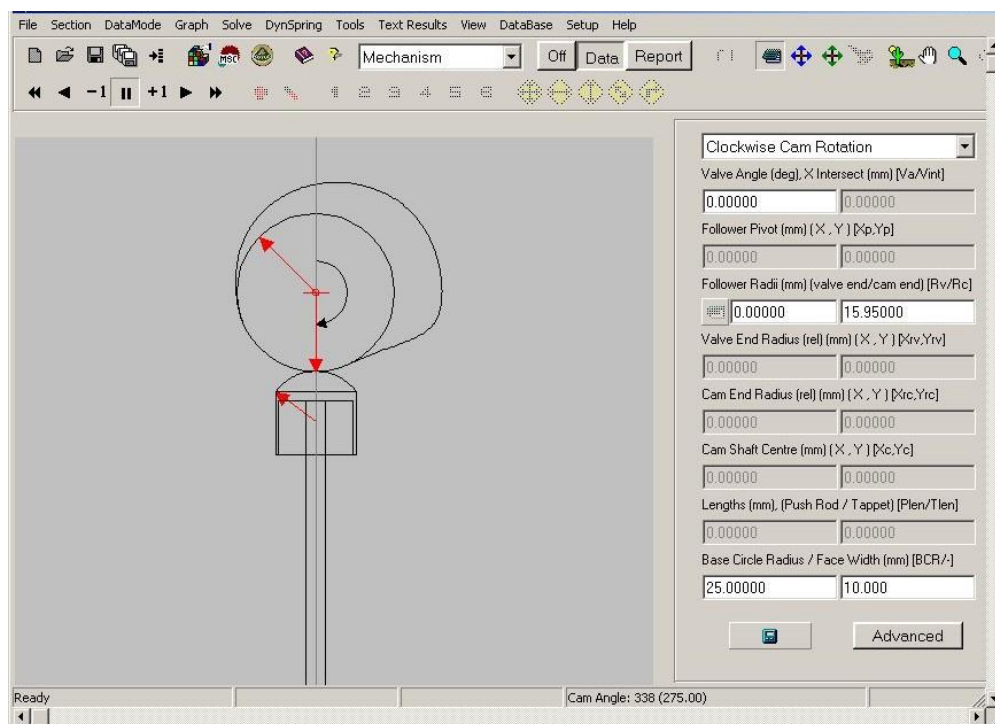 File Section DataMode Graph Solve DynSpring Tools Text Results View DataBase Setup Help
MSC ? Mechanism Off Data Report
-1 +1 1 2 3 4 5 6
Clockwise Cam Rotation
Valve Angle (deg), X Intersect (mm) [Va/Vint]
0.00000 0.00000
Follower Pivot (mm) ( X , Y ) [Xp,Yp]
0.00000 0.00000
Follower Radii (mm) (valve end/cam end) [Rv/Rc]
0.00000 15.95000
Valve End Radius (rel) (mm) ( X , Y ) [Xrv,Yrv]
0.00000 0.00000
Cam End Radius (rel) (mm) ( X , Y ) [Xrc,Yrc]
0.00000 0.00000
Cam Shaft Centre (mm) ( X , Y ) [Xc,Yc]
0.00000 0.00000
Lengths (mm), (Push Rod / Tappet) [Plen/Tlen]
0.00000 0.00000
Base Circle Radius / Face Width (mm) [BCR/-]
25.00000 10.000
Advanced
Ready Cam Angle: 338 (275.00)